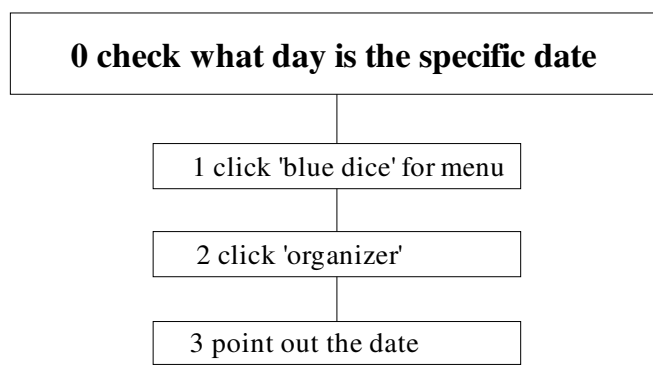 0 check what day is the specific date
1 click 'blue dice' for menu
2 click 'organizer'
3 point out the date